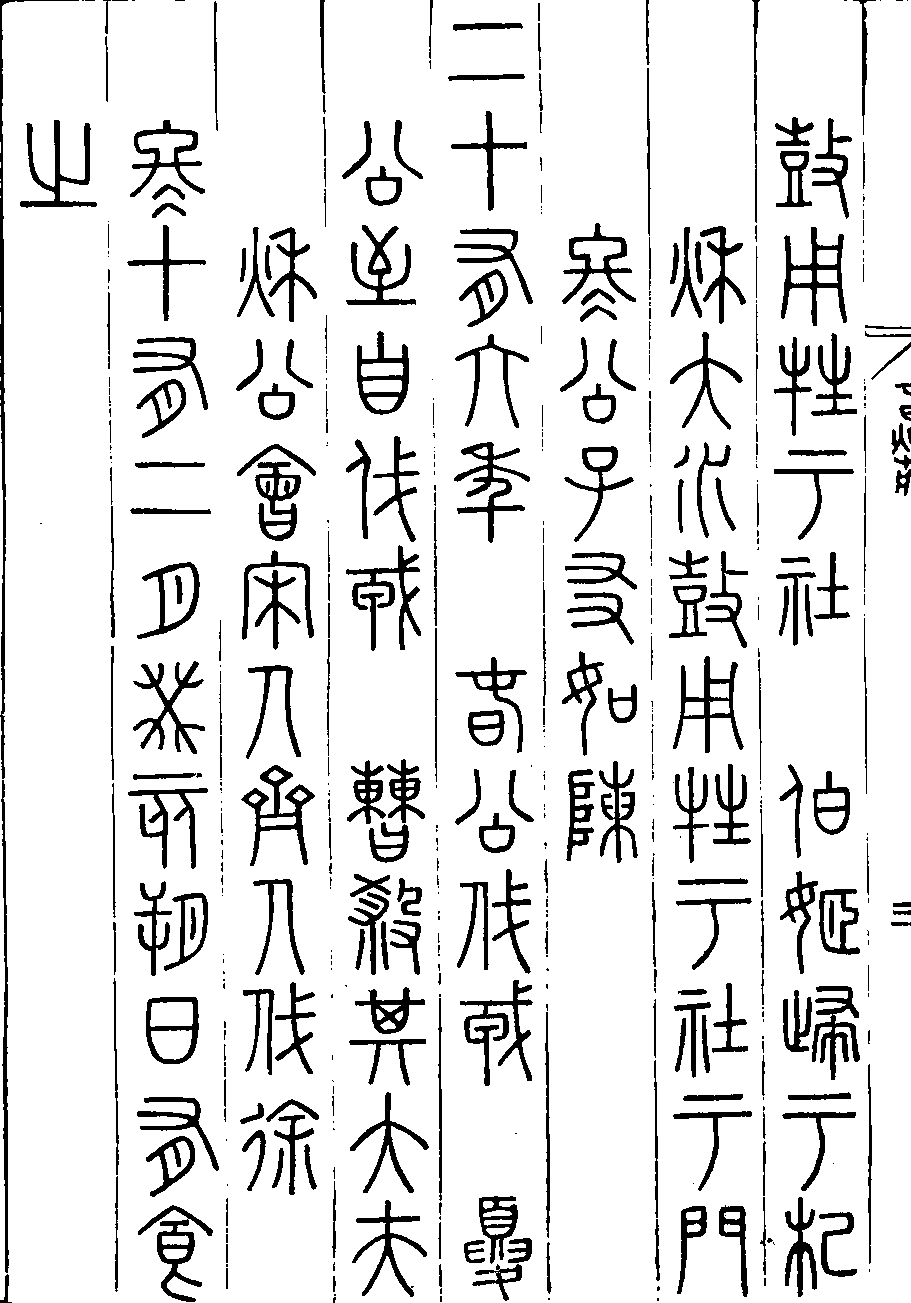 鼓用牲于社　伯姬歸于杞
秋大水鼓用牲于社于門
冬公子友如陳
二十有六年　春公伐戎　夏
公至自伐戎　曹殺其大夫
秋公會宋人齊人伐徐
冬十有二月癸亥朔日有食
之